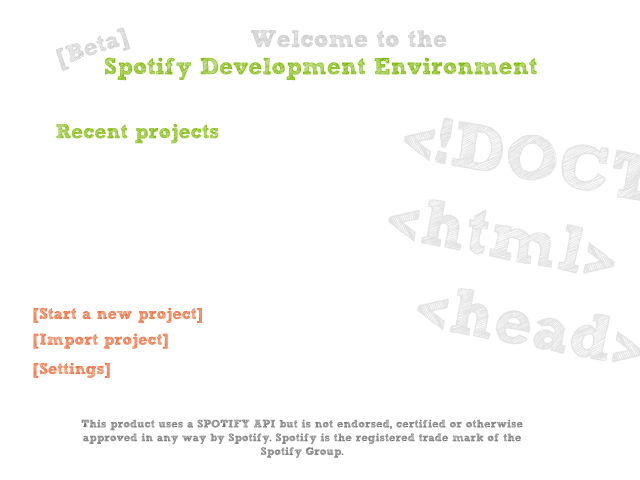 [Beta]
Welcome to the
Spotify Development Environment
Recent projects
<!DOCT
<html>
<head>
[Start a new project]
[Import project]
[Settings]
This product uses a SPOTIFY API but is not endorsed, certified or otherwise
approved in any way by Spotify. Spotify is the registered trade mark of the
Spotify Group.